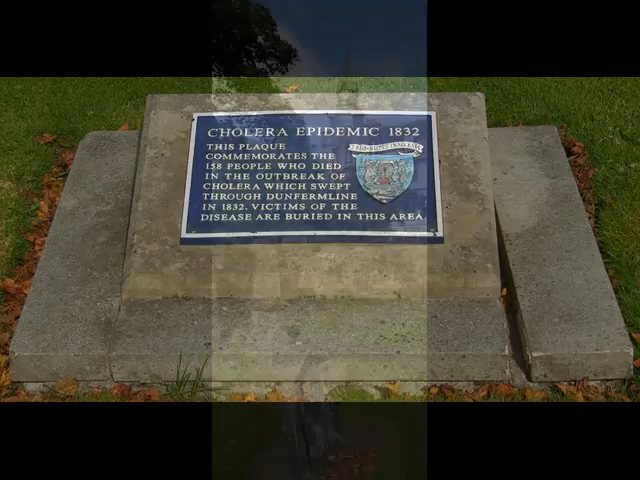 CHOLERA EPIDEMIC 1832
THIS PLAQUE
COMMEMORATES THE
158 PEOPLE WHO DIED
IN THE OUTBREAK OF
CHOLERA WHICH SWEPT
THROUGH DUNFERMLINE
IN 1832. VICTIMS OF THE
DISEASE ARE BURIED IN THIS AREA.